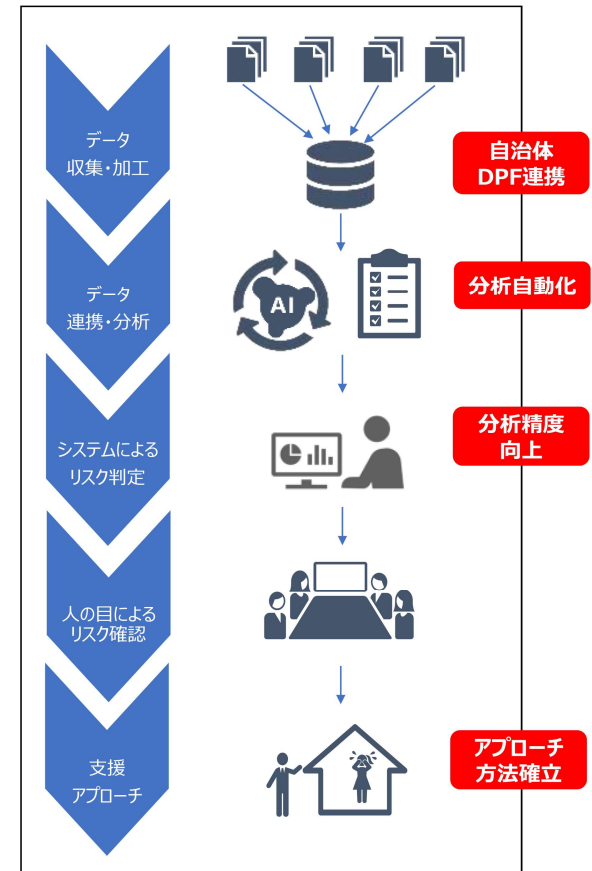 データ
収集・加工
自治体
DPF連携
データ
連携・分析
AI
分析自動化
システムによる
リスク判定
分析精度
向上
人の目による
リスク確認
支援
アプローチ
アプローチ
方法確立